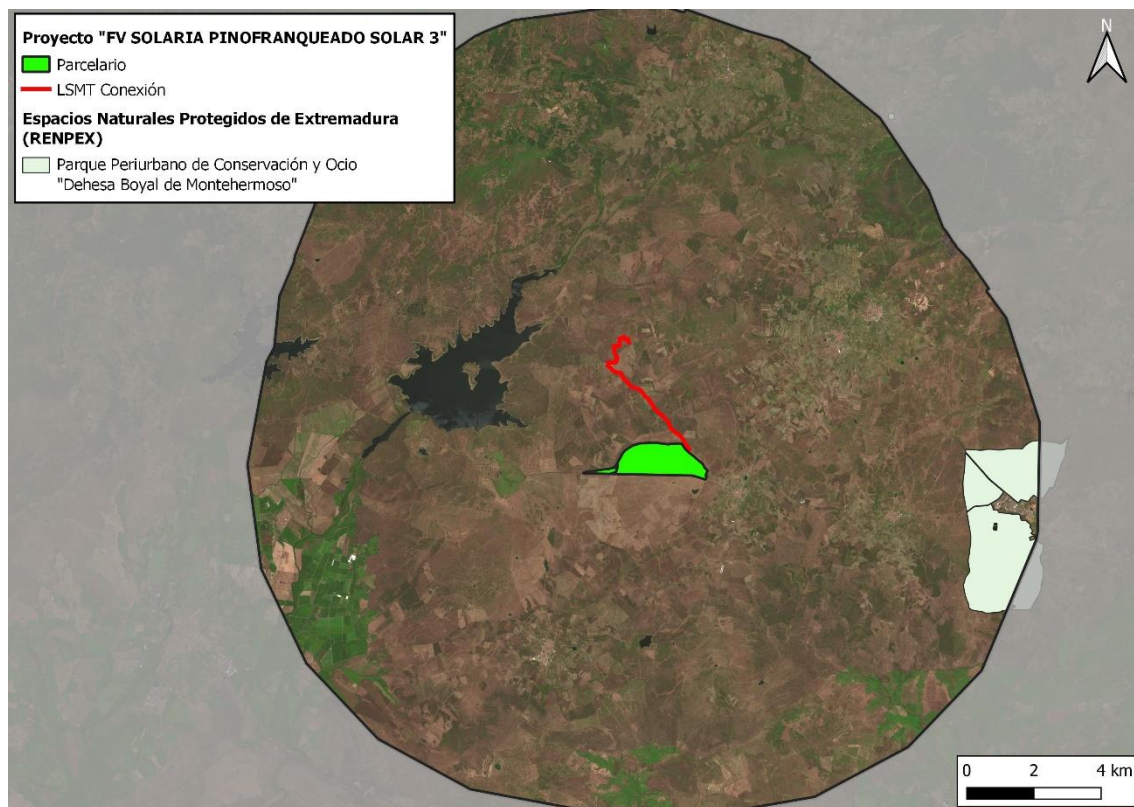 Proyecto "FV SOLARIA PINOFRANQUEADO SOLAR 3"
Parcelario
LSMT Conexión
Espacios Naturales Protegidos de Extremadura
(RENPEX)
Parque Periurbano de Conservación y Ocio
"Dehesa Boyal de Montehermoso"
N
0 2 4 km